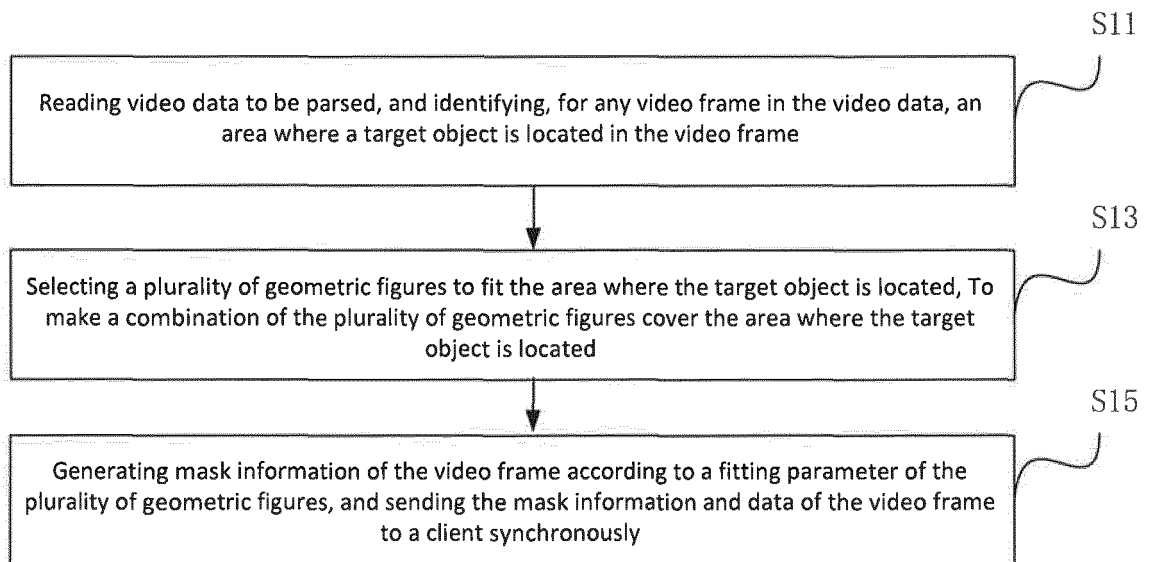 S11
Reading video data to be parsed, and identifying, for any video frame in the video data, an
area where a target object is located in the video frame
S13
Selecting a plurality of geometric figures to fit the area where the target object is located, To
make a combination of the plurality of geometric figures cover the area where the target
object is located
S15
Generating mask information of the video frame according to a fitting parameter of the
plurality of geometric figures, and sending the mask information and data of the video frame
to a client synchronously